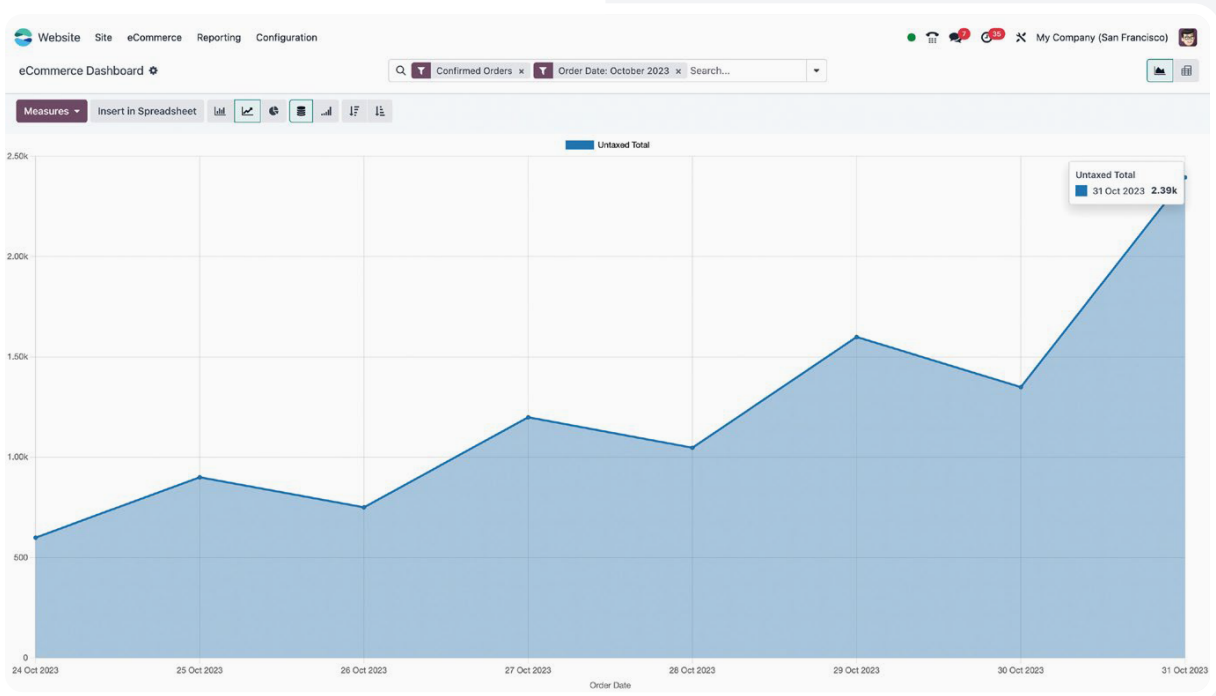 Website Site eCommerce Reporting Configuration 7 35 My Company (San Francisco)
eCommerce Dashboard Confirmed Orders × Order Date: October 2023 × Search...
Measures Insert in Spreadsheet
Untaxed Total
2.50k
Untaxed Total
31 Oct 2023 2.39k
2.00k
1.50k
1.00k
500
0
24 Oct 2023 25 Oct 2023 26 Oct 2023 27 Oct 2023 28 Oct 2023 29 Oct 2023 30 Oct 2023 31 Oct 2023
Order Date